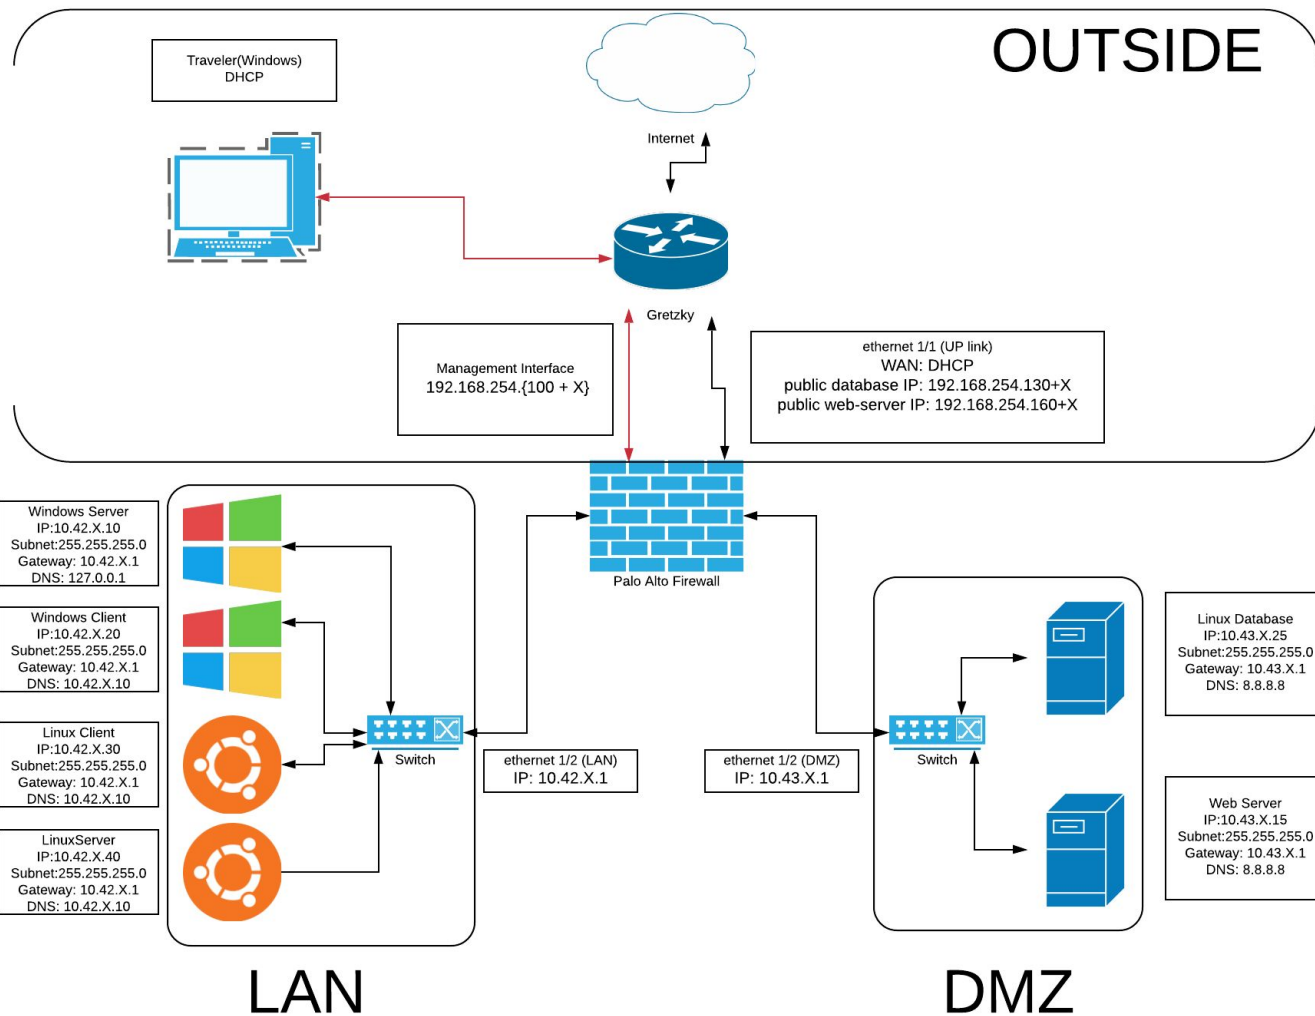 OUTSIDE
Traveler(Windows)
DHCP
Internet
Gretzky
Management Interface
192.168.254.{100 + X}
ethernet 1/1 (UP link)
WAN: DHCP
public database IP: 192.168.254.130+X
public web-server IP: 192.168.254.160+X
Palo Alto Firewall
Windows Server
IP:10.42.X.10
Subnet:255.255.255.0
Gateway: 10.42.X.1
DNS: 127.0.0.1
Windows Client
IP:10.42.X.20
Subnet:255.255.255.0
Gateway: 10.42.X.1
DNS: 10.42.X.10
Linux Client
IP:10.42.X.30
Subnet:255.255.255.0
Gateway: 10.42.X.1
DNS: 10.42.X.10
LinuxServer
IP:10.42.X.40
Subnet:255.255.255.0
Gateway: 10.42.X.1
DNS: 10.42.X.10
Switch
ethernet 1/2 (LAN)
IP: 10.42.X.1
ethernet 1/2 (DMZ)
IP: 10.43.X.1
Switch
Linux Database
IP:10.43.X.25
Subnet:255.255.255.0
Gateway: 10.43.X.1
DNS: 8.8.8.8
Web Server
IP:10.43.X.15
Subnet:255.255.255.0
Gateway: 10.43.X.1
DNS: 8.8.8.8
LAN
DMZ